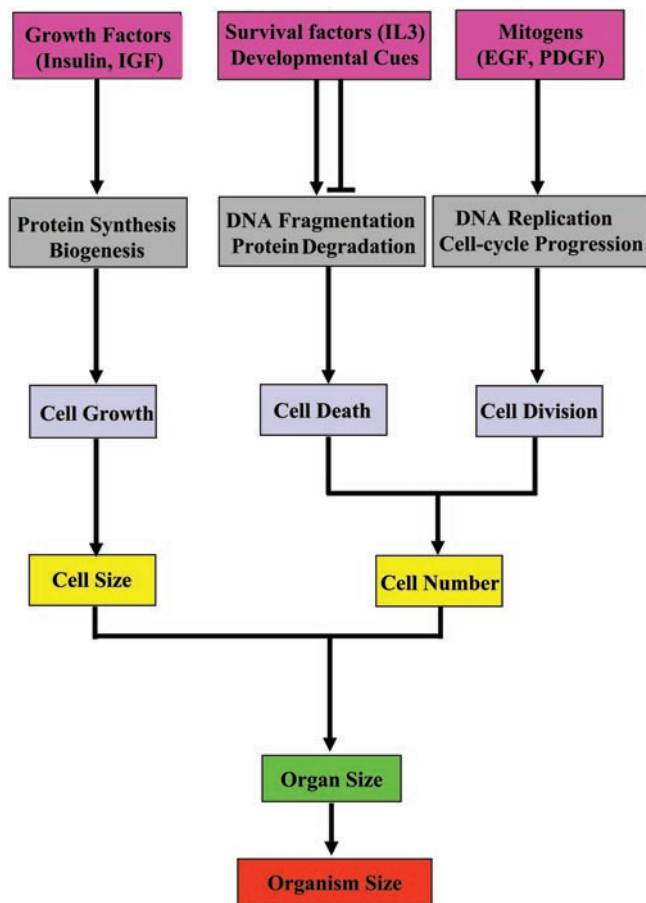 Growth Factors
(Insulin, IGF)
Survival factors (IL3)
Developmental Cues
Mitogens
(EGF, PDGF)
Protein Synthesis
Biogenesis
DNA Fragmentation
Protein Degradation
DNA Replication
Cell-cycle Progression
Cell Growth
Cell Death
Cell Division
Cell Size
Cell Number
Organ Size
Organism Size